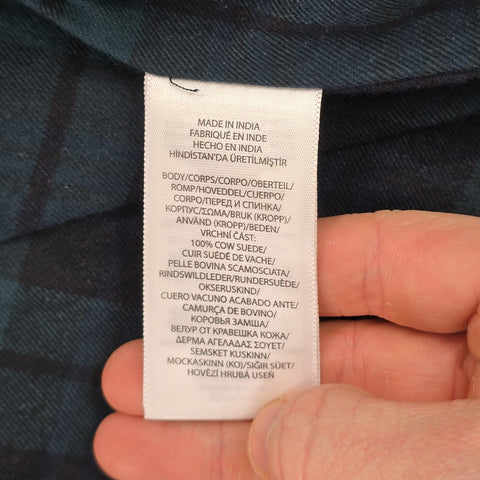 MADE IN INDIA
FABRIQUÉ EN INDE
HECHO EN INDIA
HİNDİSTAN'DA ÜRETİLMİŞTİR
BODY/CORPS/CORPO/OBERTEIL/
ROMP/HOVEDDEL/CUERPO/
CORPO/ПЕРЕД И СПИНКА/
КОРПУС/ΣΩΜΑ/BRUK (KROPP)/
ANVÄND (KROPP)/BEDEN/
VRCHNÍ ČÁST:
100% COW SUEDE/
CUIR SUÉDÉ DE VACHE/
PELLE BOVINA SCAMOSCIATA/
RINDSWILDLEDER/RUNDERSUÈDE/
OKSERUSKIND/
CUERO VACUNO ACABADO ANTE/
CAMURÇA DE BOVINO/
КОРОВЬЯ ЗАМША/
ВЕЛУР ОТ КРАВЕШКА КОЖА/
ΔΕΡΜΑ ΑΓΕΛΑΔΑΣ ΣΟΥΕΤ/
SEMSKET KUSKINN/
MOCKASKINN (KO)/SIĞIR SÜET/
HOVĚZÍ HRUBÁ USEŇ